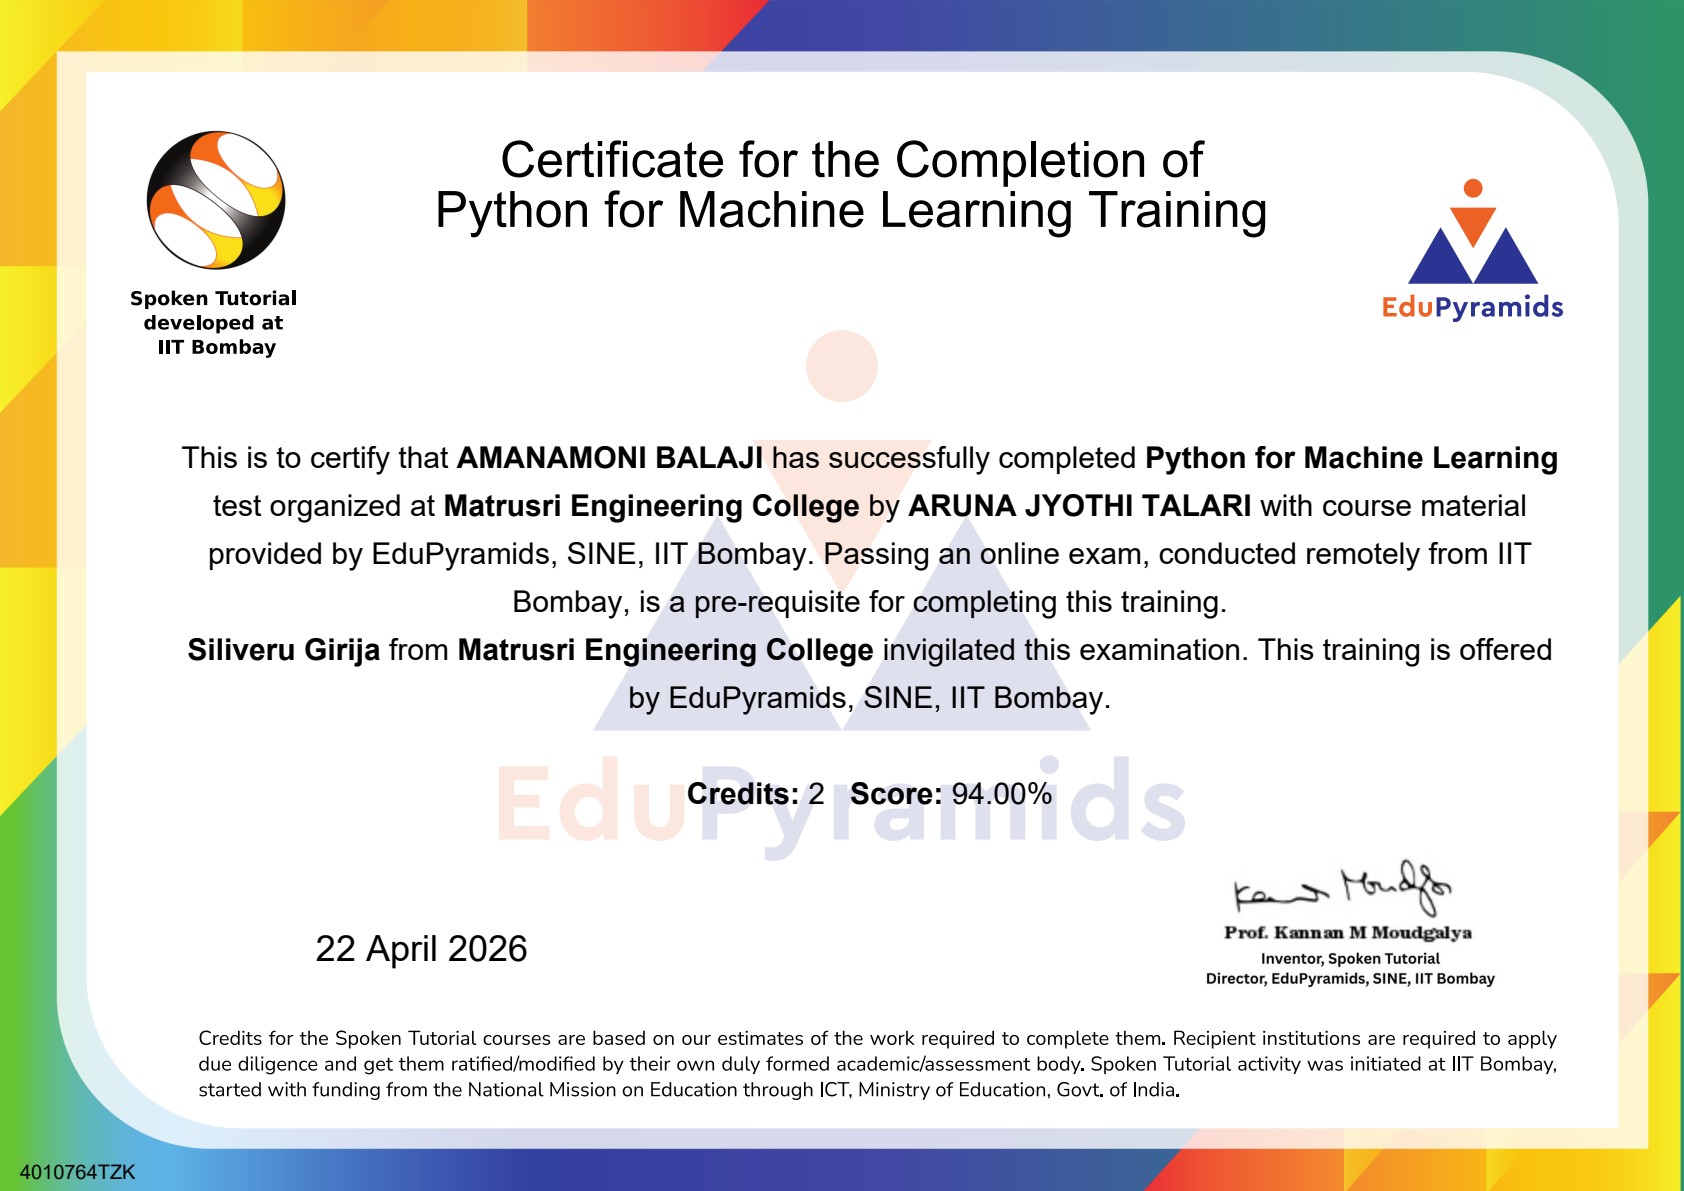 Certificate for the Completion of
Python for Machine Learning Training
Spoken Tutorial
developed at
IIT Bombay
EduPyramids
This is to certify that AMANAMONI BALAJI has successfully completed Python for Machine Learning
test organized at Matrusri Engineering College by ARUNA JYOTHI TALARI with course material
provided by EduPyramids, SINE, IIT Bombay. Passing an online exam, conducted remotely from IIT
Bombay, is a pre-requisite for completing this training.
Siliveru Girija from Matrusri Engineering College invigilated this examination. This training is offered
by EduPyramids, SINE, IIT Bombay.
EduPyramids
Credits: 2 Score: 94.00%
22 April 2026
Kannan Moudgalya
Prof. Kannan M Moudgalya
Inventor, Spoken Tutorial
Director, EduPyramids, SINE, IIT Bombay
Credits for the Spoken Tutorial courses are based on our estimates of the work required to complete them. Recipient institutions are required to apply
due diligence and get them ratified/modified by their own duly formed academic/assessment body. Spoken Tutorial activity was initiated at IIT Bombay,
started with funding from the National Mission on Education through ICT, Ministry of Education, Govt. of India.
4010764TZK